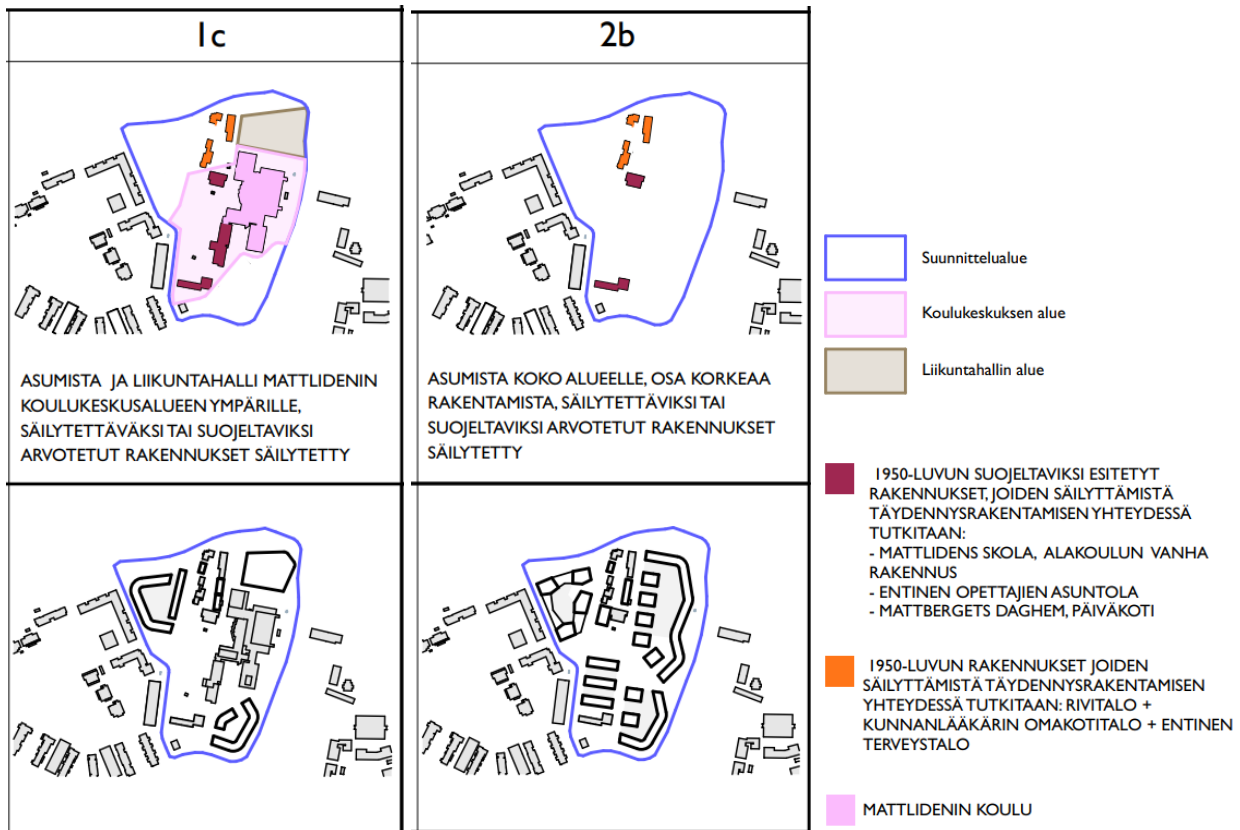 1c
2b
ASUMISTA JA LIIKUNTAHALLI MATTLIDENIN
KOULUKESKUSALUEEN YMPÄRILLE,
SÄILYTETTÄVÄKSI TAI SUOJELTAVIKSI
ARVOTETUT RAKENNUKSET SÄILYTETTY
ASUMISTA KOKO ALUEELLE, OSA KORKEAA
RAKENTAMISTA, SÄILYTETTÄVIKSI TAI
SUOJELTAVIKSI ARVOTETUT RAKENNUKSET
SÄILYTETTY
Suunnittelualue
Koulukeskuksen alue
Liikuntahallin alue
1950-LUVUN SUOJELTAVIKSI ESITETYT
RAKENNUKSET, JOIDEN SÄILYTTÄMISTÄ
TÄYDENNYSRAKENTAMISEN YHTEYDESSÄ
TUTKITAAN:
- MATTLIDENS SKOLA, ALAKOULUN VANHA
RAKENNUS
- ENTINEN OPETTAJIEN ASUNTOLA
- MATTBERGETS DAGHEM, PÄIVÄKOTI
1950-LUVUN RAKENNUKSET JOIDEN
SÄILYTTÄMISTÄ TÄYDENNYSRAKENTAMISEN
YHTEYDESSÄ TUTKITAAN: RIVITALO +
KUNNANLÄÄKÄRIN OMAKOTITALO + ENTINEN
TERVEYSTALO
MATTLIDENIN KOULU